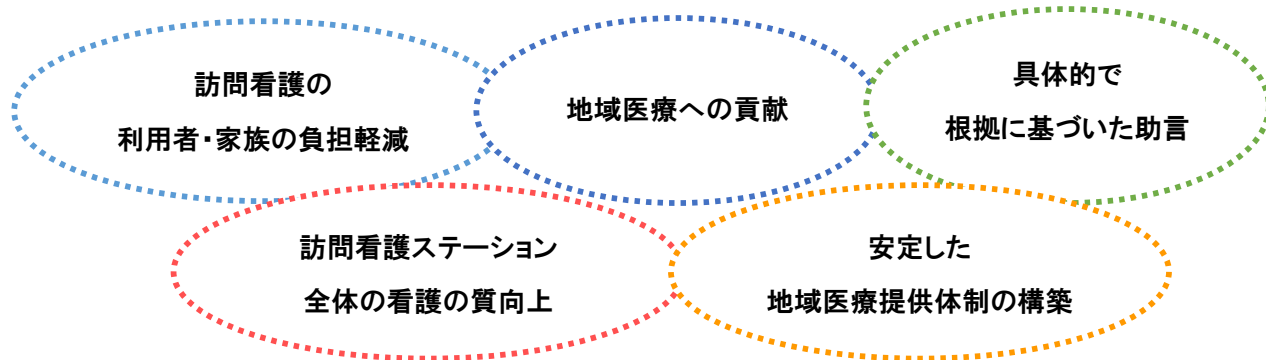 訪問看護の
利用者・家族の負担軽減
地域医療への貢献
具体的で
根拠に基づいた助言
訪問看護ステーション
全体の看護の質向上
安定した
地域医療提供体制の構築